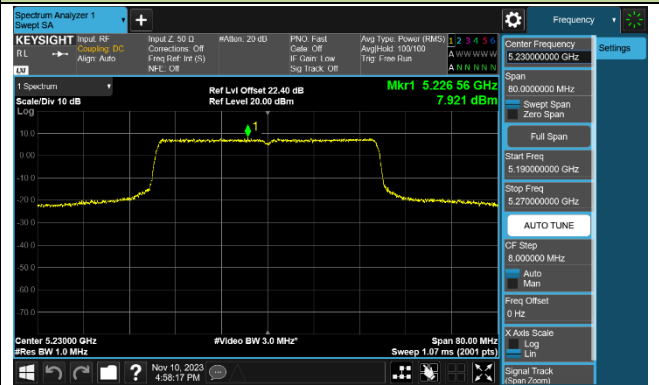 Spectrum Analyzer 1
Swept SA
+
Frequency
KEYSIGHT
RL
LXI
Input: RF
Coupling: DC
Align: Auto
Input Z: 50 Ω
Corrections: Off
Freq Ref: Int (S)
NFE: Off
#Atten: 20 dB
PNO: Fast
Gate: Off
IF Gain: Low
Sig Track: Off
Avg Type: Power (RMS)
Avg|Hold: 100/100
Trig: Free Run
1 2 3 4 5 6
A W W W W W
A N N N N N
1 Spectrum
Scale/Div 10 dB
Log
Ref Lvl Offset 22.40 dB
Ref Level 20.00 dBm
Mkr1 5.226 56 GHz
7.921 dBm
1
10.0
0.00
-10.0
-20.0
-30.0
-40.0
-50.0
-60.0
-70.0
Center 5.23000 GHz
#Res BW 1.0 MHz
#Video BW 3.0 MHz*
Span 80.00 MHz
Sweep 1.07 ms (2001 pts)
Nov 10, 2023
4:58:17 PM
?
Center Frequency
5.230000000 GHz
Settings
Span
80.0000000 MHz
Swept Span
Zero Span
Full Span
Start Freq
5.190000000 GHz
Stop Freq
5.270000000 GHz
AUTO TUNE
CF Step
8.000000 MHz
Auto
Man
Freq Offset
0 Hz
X Axis Scale
Log
Lin
Signal Track
(Span Zoom)